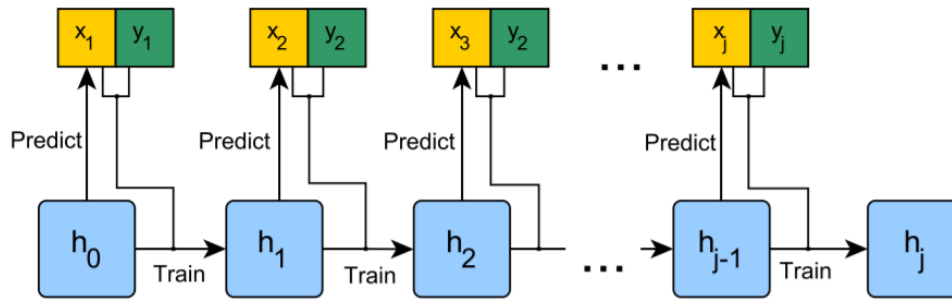 x1 y1 x2 y2 x3 y2 ... xj yj
Predict Predict Predict Predict
h0 h1 h2 ... hj-1 hj
Train Train Train